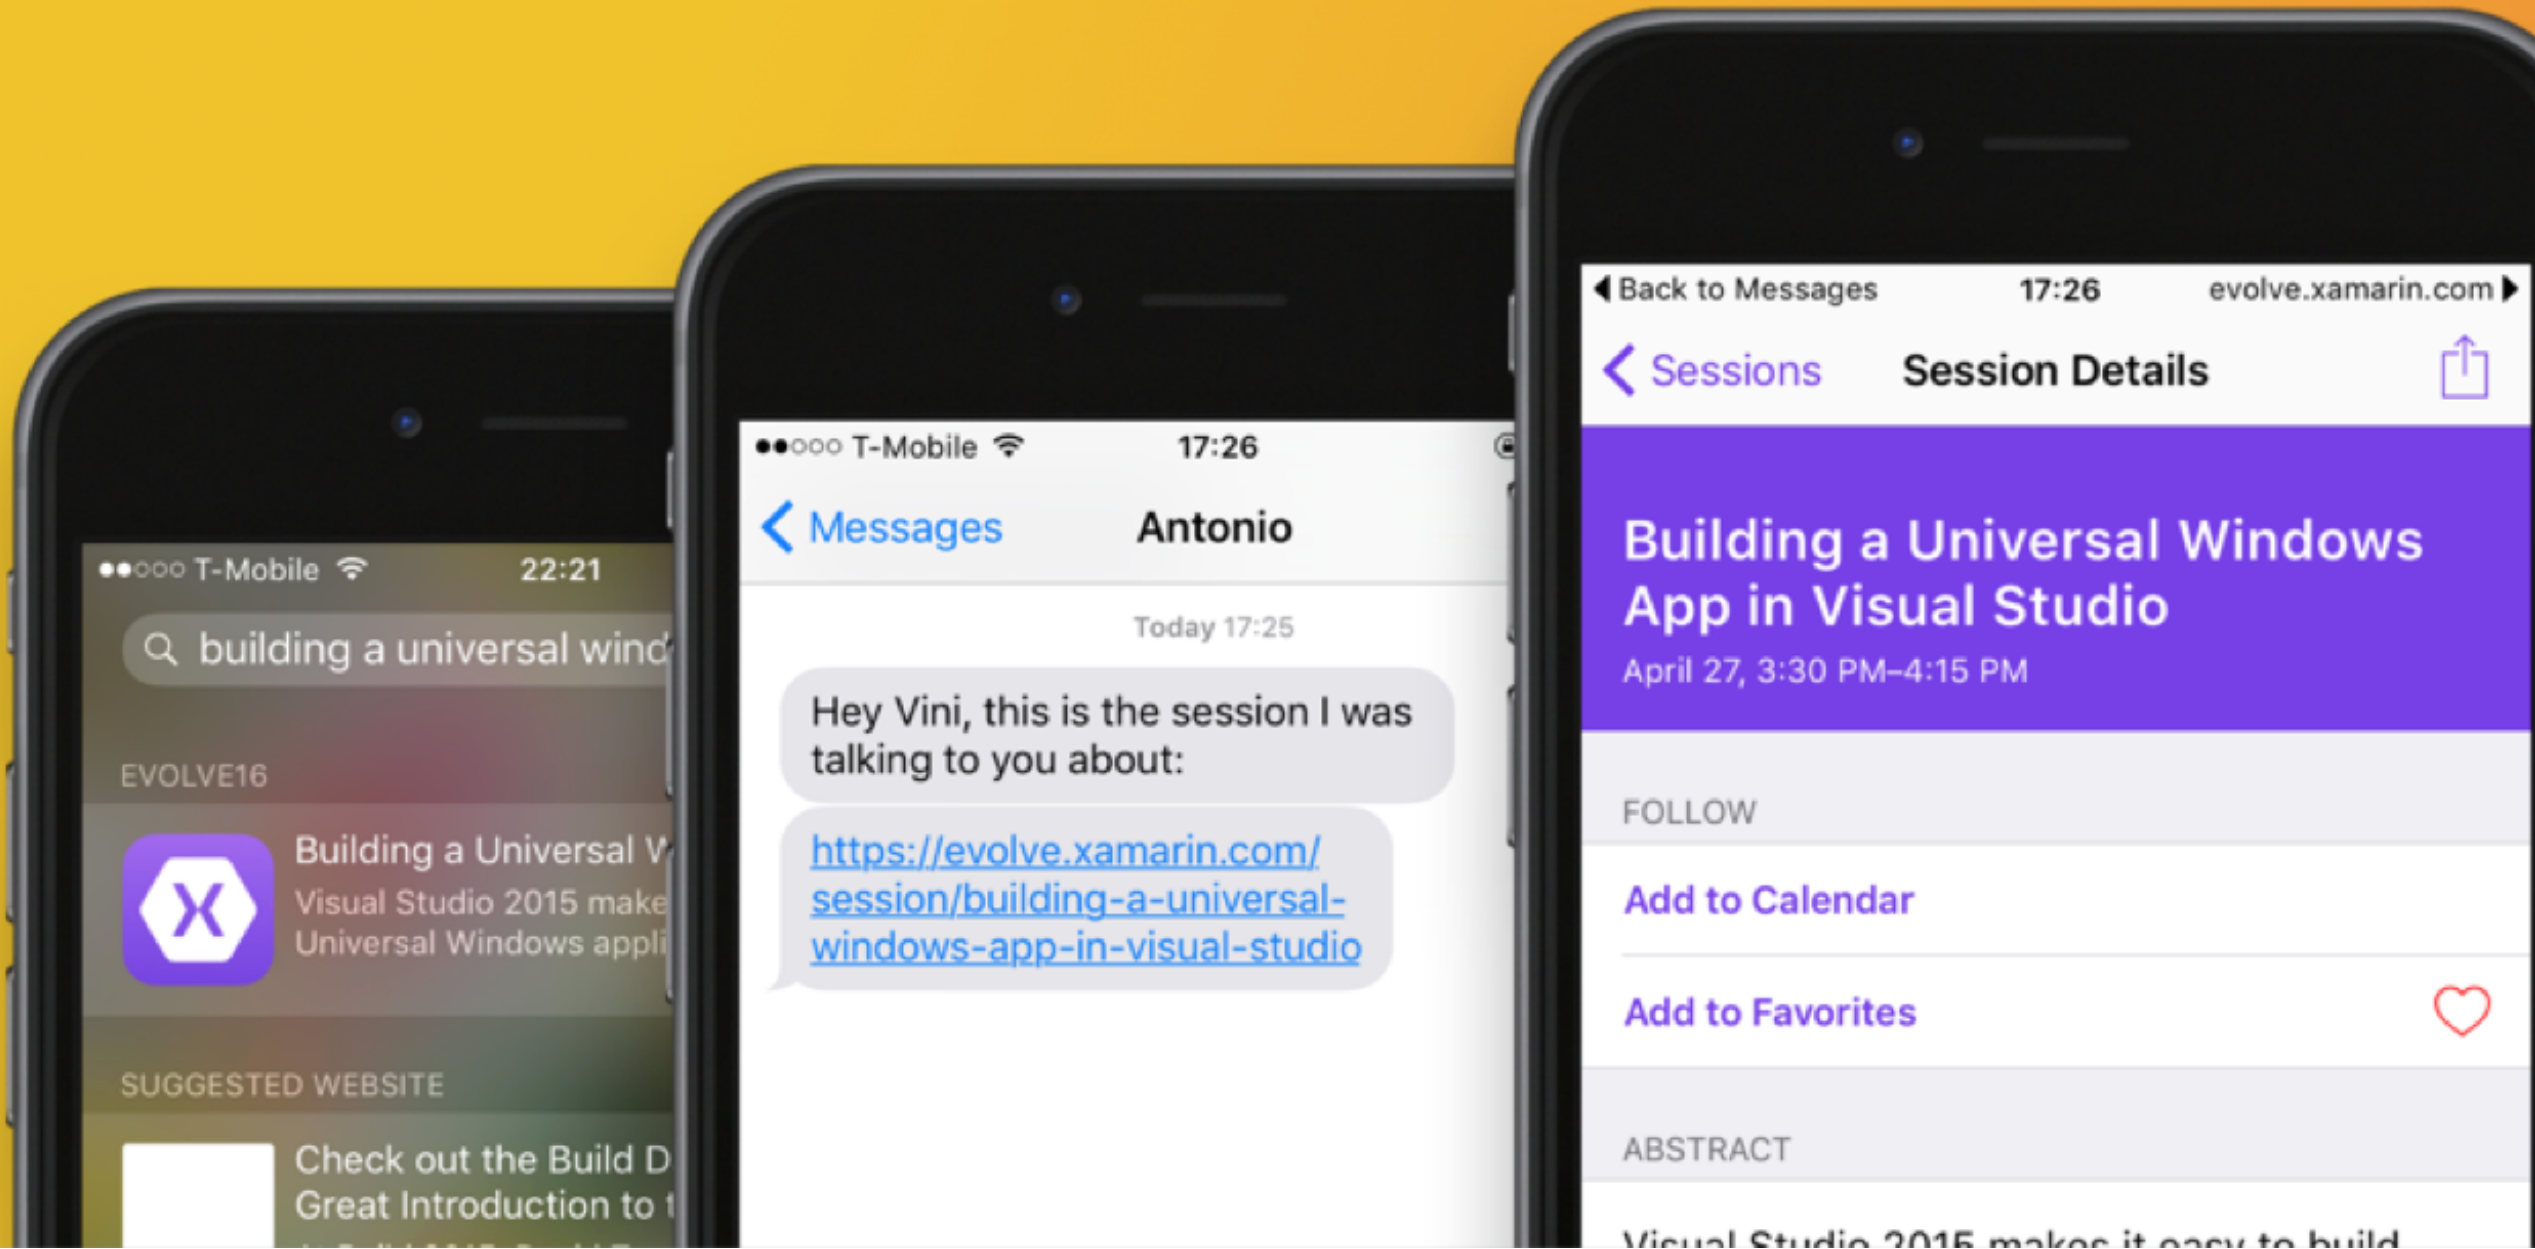 T-Mobile 22:21
building a universal wind
EVOLVE16
Building a Universal
Visual Studio 2015 make
Universal Windows appli
SUGGESTED WEBSITE
Check out the Build D
Great Introduction to
T-Mobile 17:26
Messages Antonio
Today 17:25
Hey Vini, this is the session I was
talking to you about:
https://evolve.xamarin.com/
session/building-a-universal-
windows-app-in-visual-studio
Back to Messages 17:26 evolve.xamarin.com
Sessions Session Details
Building a Universal Windows
App in Visual Studio
April 27, 3:30 PM–4:15 PM
FOLLOW
Add to Calendar
Add to Favorites
ABSTRACT
Visual Studio 2015 makes it easy to build